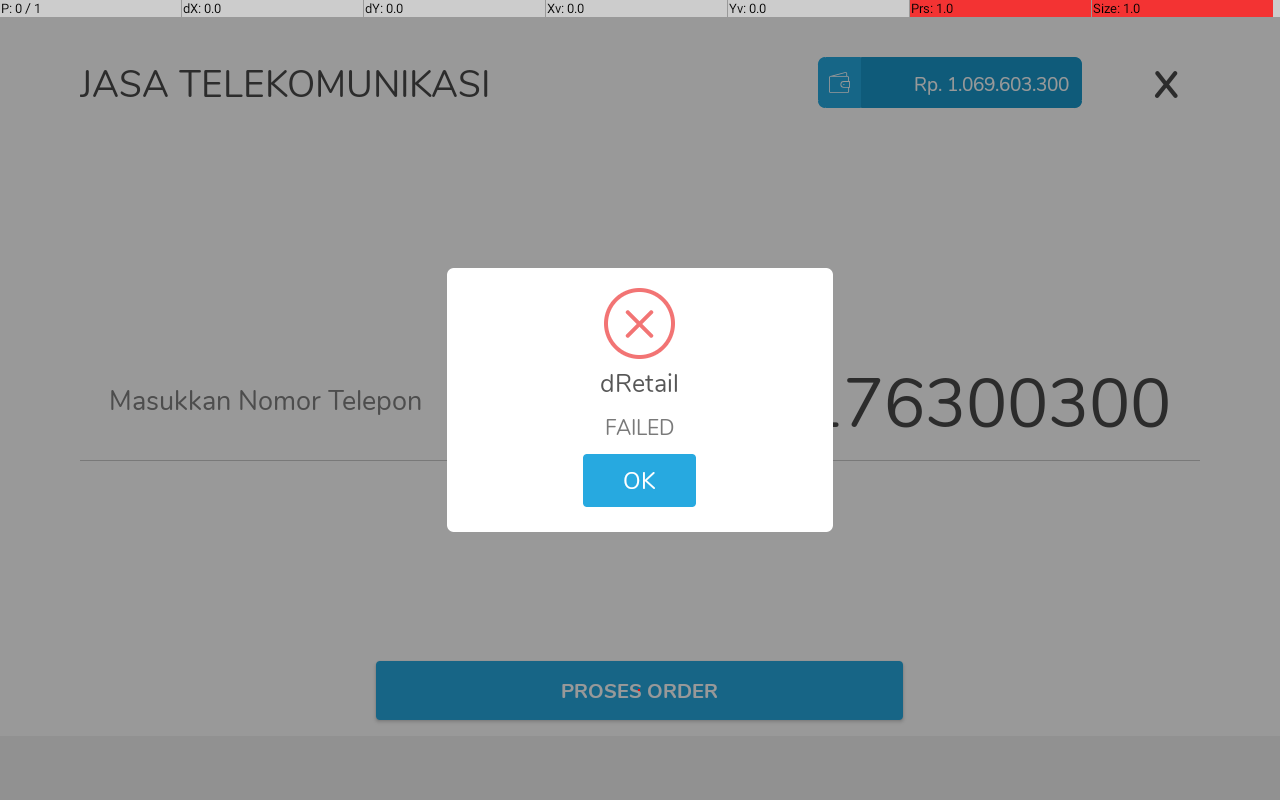 P: 0 / 1 dX: 0.0 dY: 0.0 Xv: 0.0 Yv: 0.0 Prs: 1.0 Size: 1.0
JASA TELEKOMUNIKASI Rp. 1.069.603.300 X
dRetail
Masukkan Nomor Telepon 76300300
FAILED
OK
PROSES ORDER